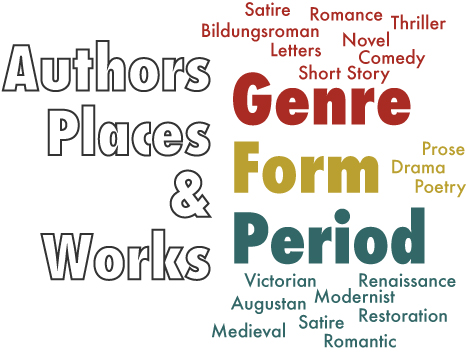 Satire
Romance
Thriller
Bildungsroman
Novel
Letters
Comedy
Short Story
Authors
Places
&
Works
Genre
Form
Prose
Drama
Poetry
Period
Victorian
Renaissance
Augustan
Modernist
Medieval
Satire
Restoration
Romantic